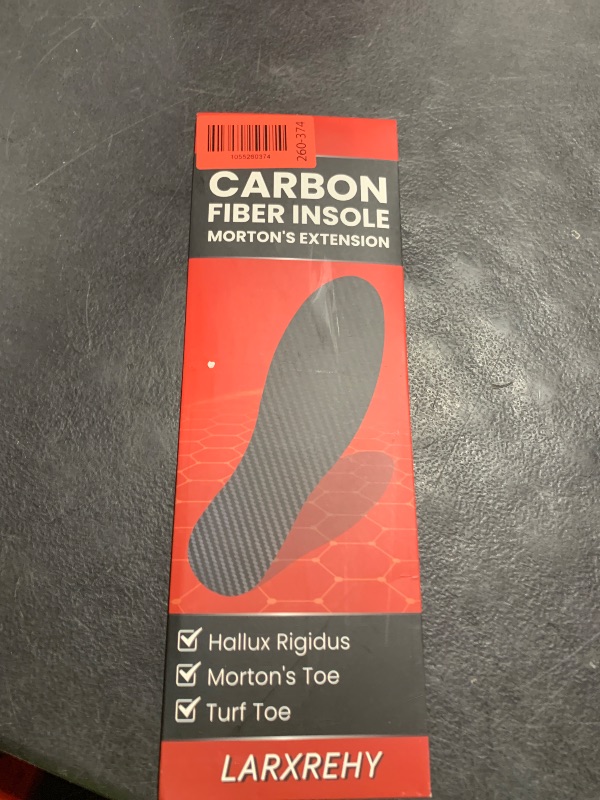 1055260374
260-374
CARBON
FIBER INSOLE
MORTON'S EXTENSION
Hallux Rigidus
Morton's Toe
Turf Toe
LARXREHY